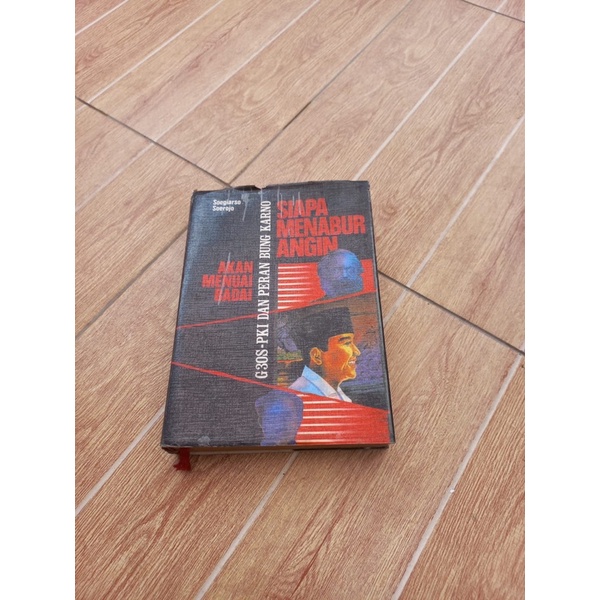 Soegiarso
Soerojo
SIAPA
MENABUR
ANGIN
AKAN
MENUAI
BADAI
G30S-PKI DAN PERAN BUNG KARNO